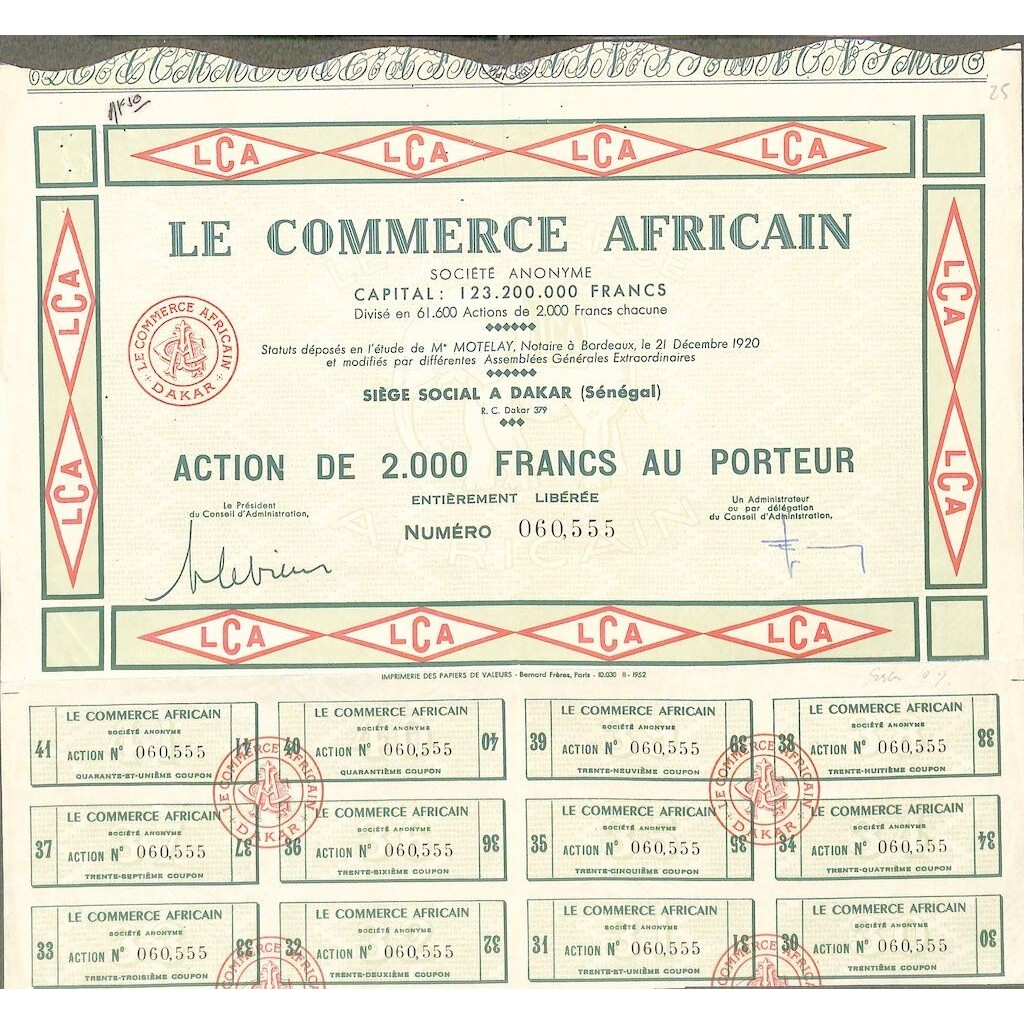 25
LCA LCA LCA LCA
LE COMMERCE AFRICAIN
SOCIÉTÉ ANONYME
CAPITAL: 123.200.000 FRANCS
Divisé en 61.600 Actions de 2.000 Francs chacune
Statuts déposés en l'étude de Me MOTELAY, Notaire à Bordeaux, le 21 Décembre 1920
et modifiés par différentes Assemblées Générales Extraordinaires
SIÈGE SOCIAL A DAKAR (Sénégal)
R. C. Dakar 379
LE COMMERCE AFRICAIN
DAKAR
LCA
LCA
LCA
LCA
ACTION DE 2.000 FRANCS AU PORTEUR
ENTIÈREMENT LIBÉRÉE
NUMÉRO 060,555
Le Président
du Conseil d'Administration,
Un Administrateur
ou par délégation
du Conseil d'Administration,
LCA LCA LCA LCA
IMPRIMERIE DES PAPIERS DE VALEURS - Bernard Frères, Paris - 10.030 II - 1952
LE COMMERCE AFRICAIN
SOCIÉTÉ ANONYME
41 ACTION N° 060,555 41
QUARANTE-ET-UNIÈME COUPON
LE COMMERCE AFRICAIN
SOCIÉTÉ ANONYME
40 ACTION N° 060,555 40
QUARANTIÈME COUPON
LE COMMERCE AFRICAIN
SOCIÉTÉ ANONYME
39 ACTION N° 060,555 39
TRENTE-NEUVIÈME COUPON
LE COMMERCE AFRICAIN
SOCIÉTÉ ANONYME
38 ACTION N° 060,555 38
TRENTE-HUITIÈME COUPON
LE COMMERCE AFRICAIN
DAKAR
LE COMMERCE AFRICAIN
DAKAR
LE COMMERCE AFRICAIN
SOCIÉTÉ ANONYME
37 ACTION N° 060,555 37
TRENTE-SEPTIÈME COUPON
LE COMMERCE AFRICAIN
SOCIÉTÉ ANONYME
36 ACTION N° 060,555 36
TRENTE-SIXIÈME COUPON
LE COMMERCE AFRICAIN
SOCIÉTÉ ANONYME
35 ACTION N° 060,555 35
TRENTE-CINQUIÈME COUPON
LE COMMERCE AFRICAIN
SOCIÉTÉ ANONYME
34 ACTION N° 060,555 34
TRENTE-QUATRIÈME COUPON
LE COMMERCE AFRICAIN
SOCIÉTÉ ANONYME
33 ACTION N° 060,555 33
TRENTE-TROISIÈME COUPON
LE COMMERCE AFRICAIN
SOCIÉTÉ ANONYME
32 ACTION N° 060,555 32
TRENTE-DEUXIÈME COUPON
LE COMMERCE AFRICAIN
SOCIÉTÉ ANONYME
31 ACTION N° 060,555 31
TRENTE-ET-UNIÈME COUPON
LE COMMERCE AFRICAIN
SOCIÉTÉ ANONYME
30 ACTION N° 060,555 30
TRENTIÈME COUPON